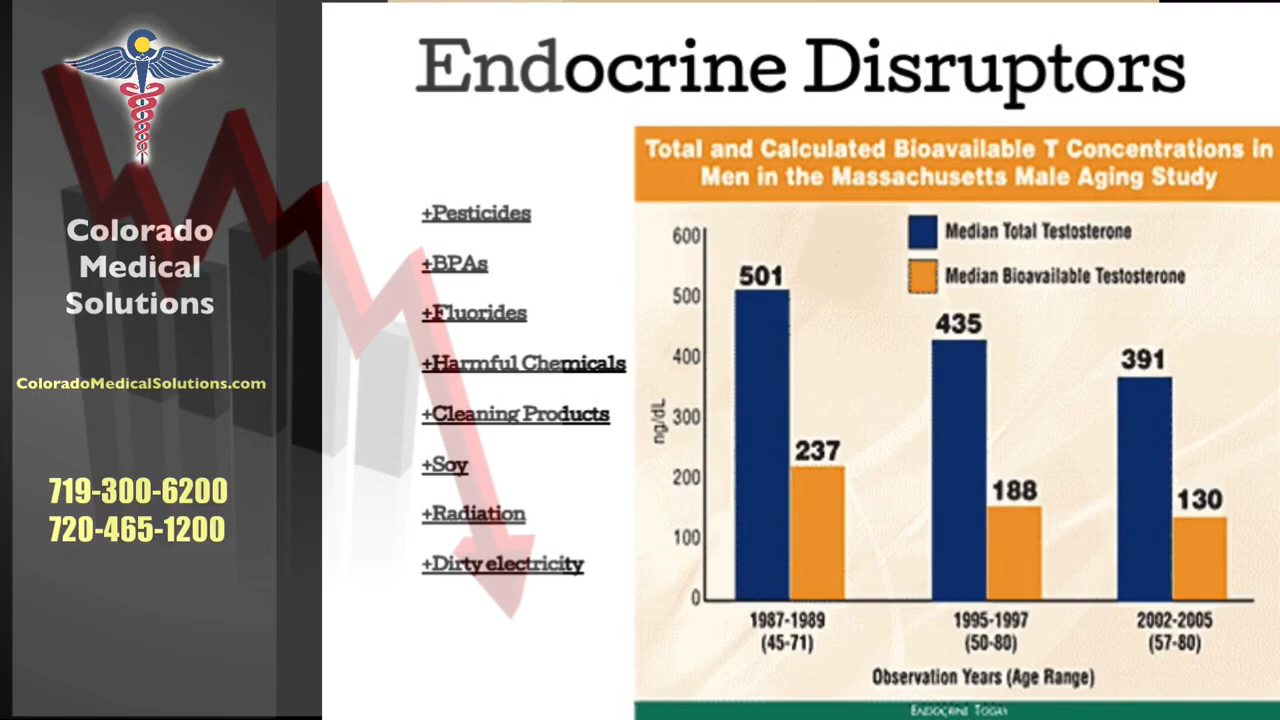 Endocrine Disruptors
Colorado
Medical
Solutions
ColoradoMedicalSolutions.com
719-300-6200
720-465-1200
+Pesticides
+BPAs
+Fluorides
+Harmful Chemicals
+Cleaning Products
+Soy
+Radiation
+Dirty electricity
Total and Calculated Bioavailable T Concentrations in
Men in the Massachusetts Male Aging Study
Median Total Testosterone
Median Bioavailable Testosterone
ng/dL
600
500
400
300
200
100
0
501
237
435
188
391
130
1987-1989
(45-71)
1995-1997
(50-80)
2002-2005
(57-80)
Observation Years (Age Range)
ENDOCRINE TODAY